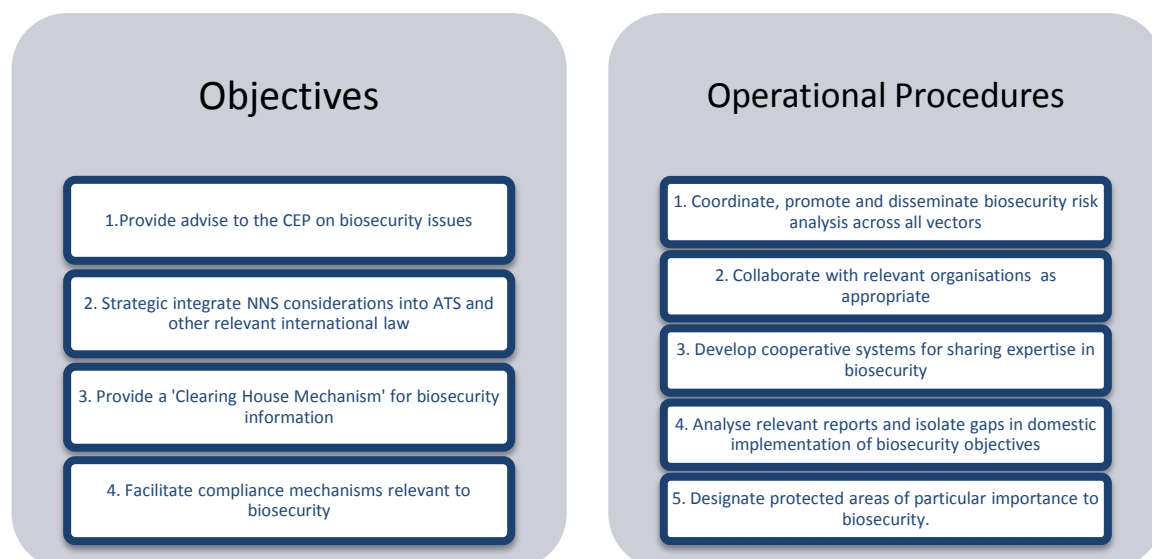 Objectives
1.Provide advise to the CEP on biosecurity issues
2. Strategic integrate NNS considerations into ATS and
other relevant international law
3. Provide a 'Clearing House Mechanism' for biosecurity
information
4. Facilitate compliance mechanisms relevant to
biosecurity
Operational Procedures
1. Coordinate, promote and disseminate biosecurity risk
analysis across all vectors
2. Collaborate with relevant organisations as
appropriate
3. Develop cooperative systems for sharing expertise in
biosecurity
4. Analyse relevant reports and isolate gaps in domestic
implementation of biosecurity objectives
5. Designate protected areas of particular importance to
biosecurity.